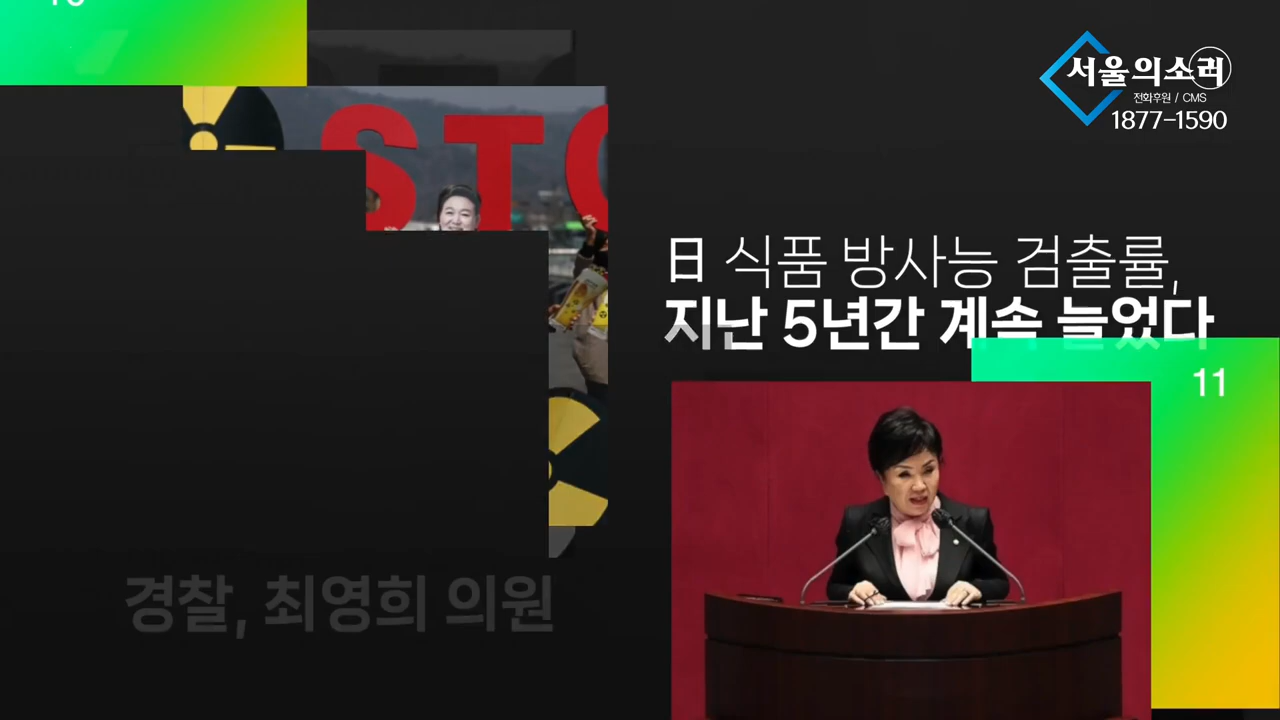 서울의소리
전화후원 / CMS
1877-1590
STO
日 식품 방사능 검출률,
지난 5년간 계속 늘었다
11
경찰, 최영희 의원